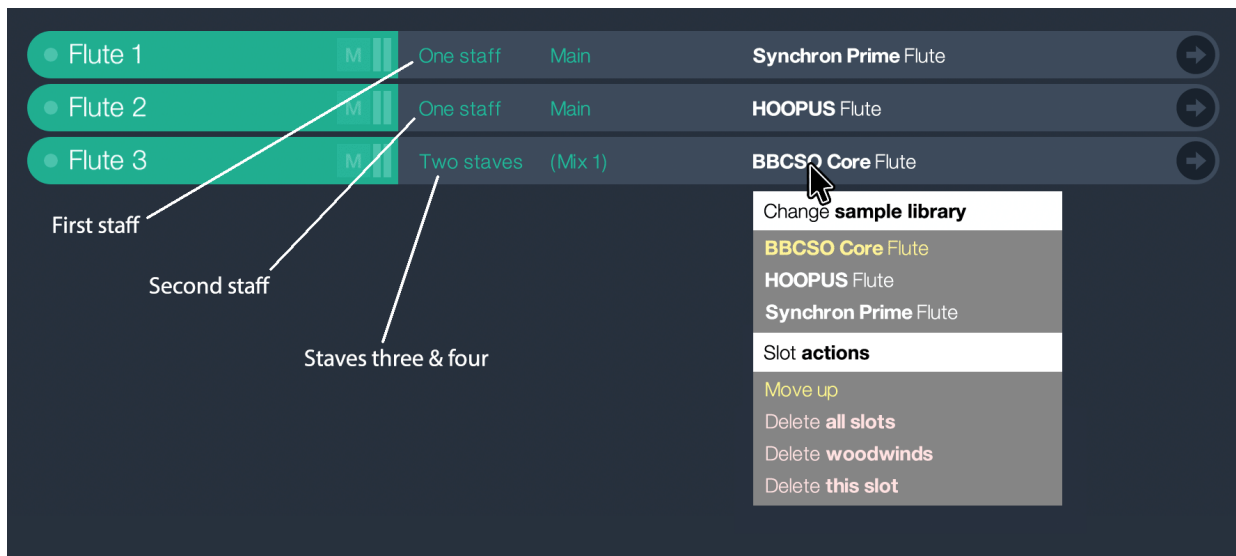 Flute 1 M One staff Main Synchron Prime Flute
Flute 2 M One staff Main HOOPUS Flute
Flute 3 M Two staves (Mix 1) BBCSO Core Flute
First staff
Second staff
Staves three & four
Change sample library
BBCSO Core Flute
HOOPUS Flute
Synchron Prime Flute
Slot actions
Move up
Delete all slots
Delete woodwinds
Delete this slot